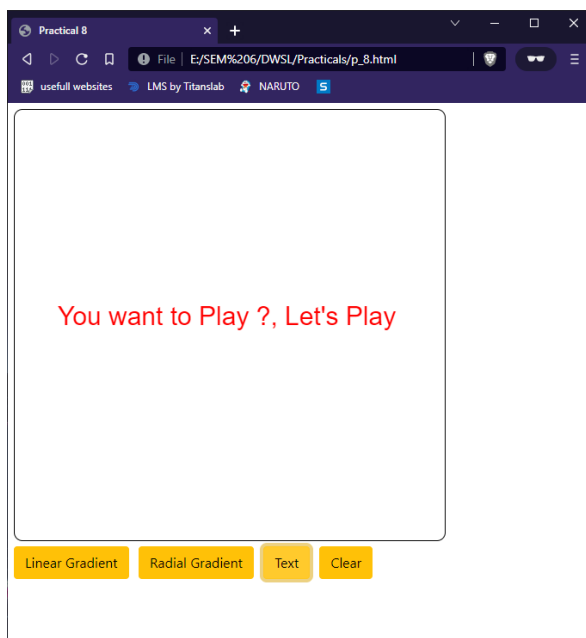 Practical 8
File E:/SEM%206/DWSL/Practicals/p_8.html
usefull websites LMS by Titanslab NARUTO S
You want to Play ?, Let's Play
Linear Gradient Radial Gradient Text Clear